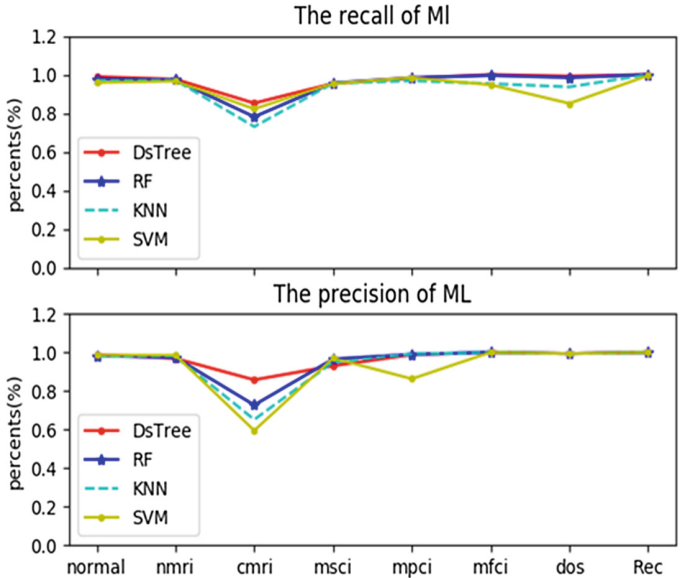 The recall of Ml
percents(%)
1.2
1.0
0.8
0.6
0.4
0.2
0.0
DsTree
RF
KNN
SVM
The precision of ML
percents(%)
1.2
1.0
0.8
0.6
0.4
0.2
0.0
DsTree
RF
KNN
SVM
normal nmri cmri msci mpci mfci dos Rec